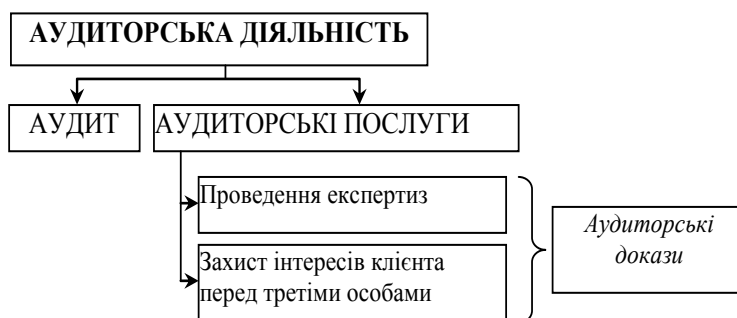 АУДИТОРСЬКА ДІЯЛЬНІСТЬ
АУДИТ
АУДИТОРСЬКІ ПОСЛУГИ
Проведення експертиз
Захист інтересів клієнта
перед третіми особами
Аудиторські
докази